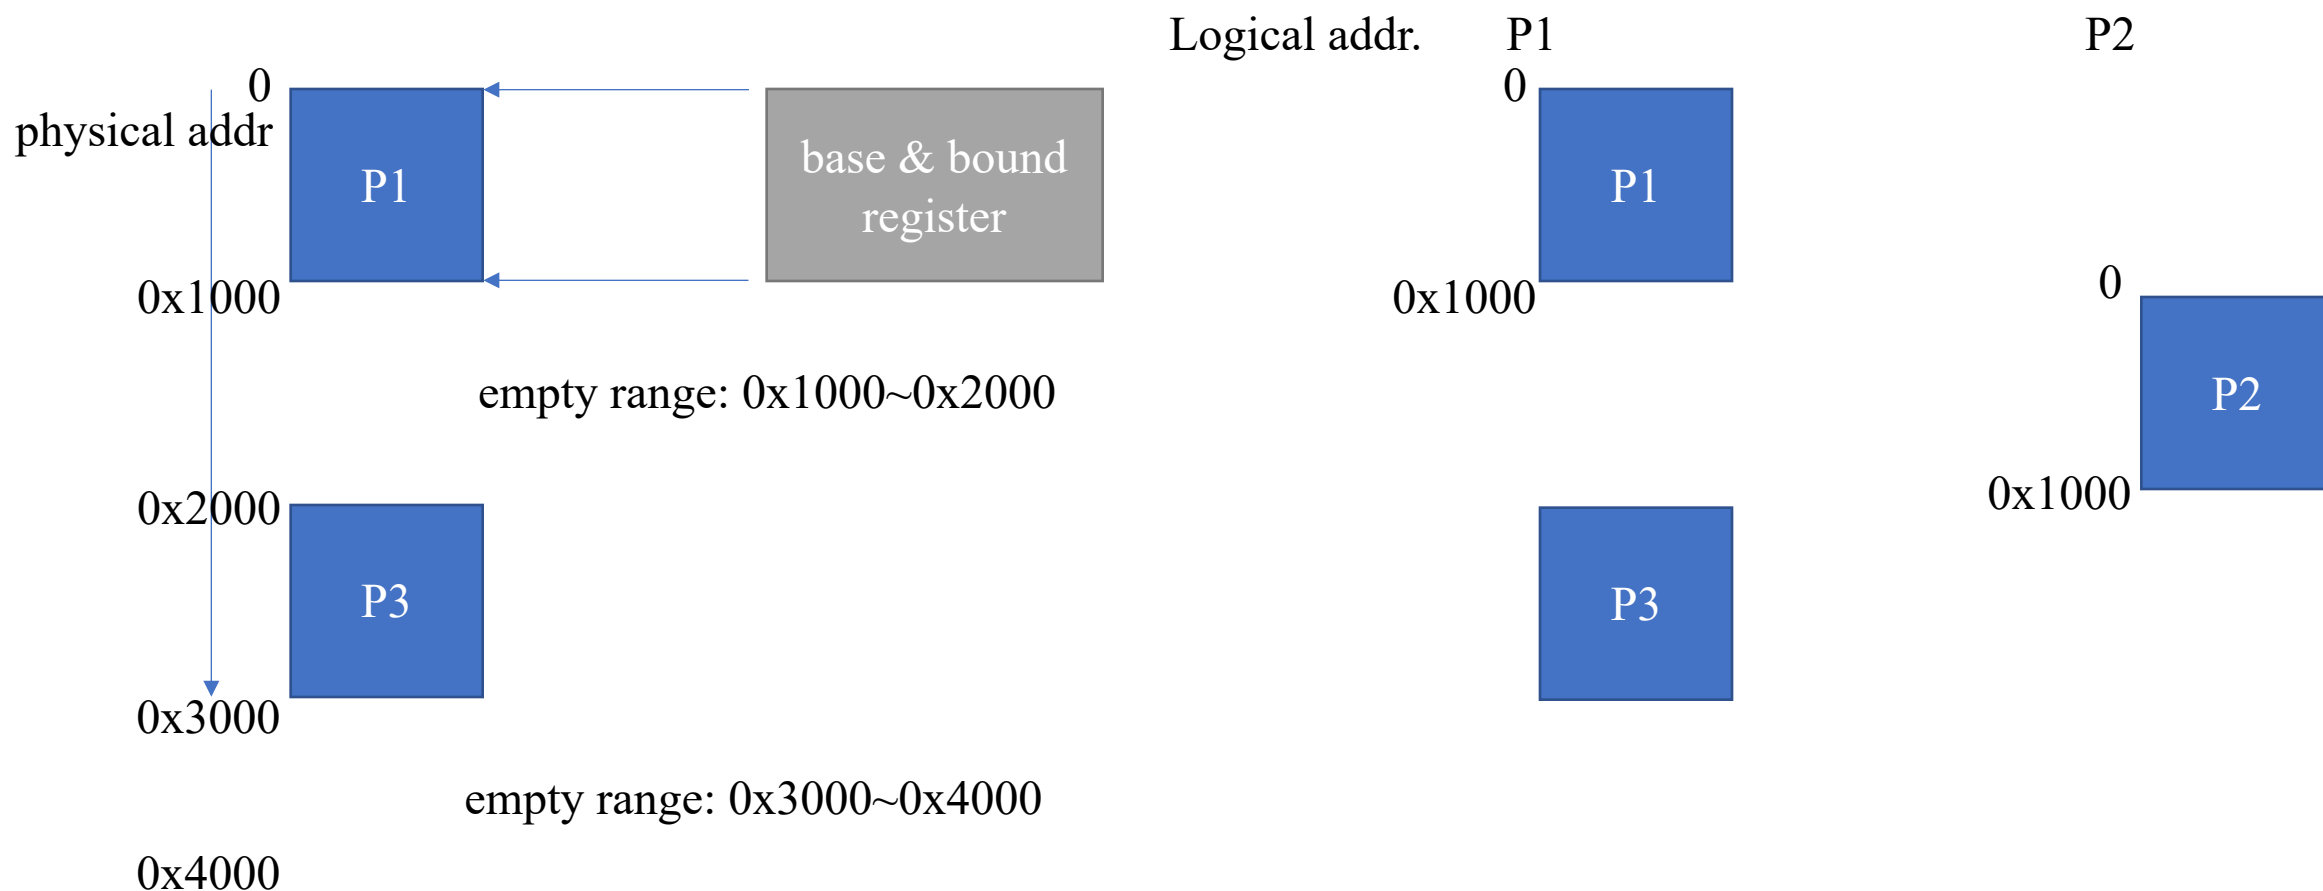 Logical addr. P1 P2
0
physical addr
P1
base & bound
register
0x1000
empty range: 0x1000~0x2000
0x2000
P3
0x3000
empty range: 0x3000~0x4000
0x4000
0
P1
0x1000
P3
0
P2
0x1000